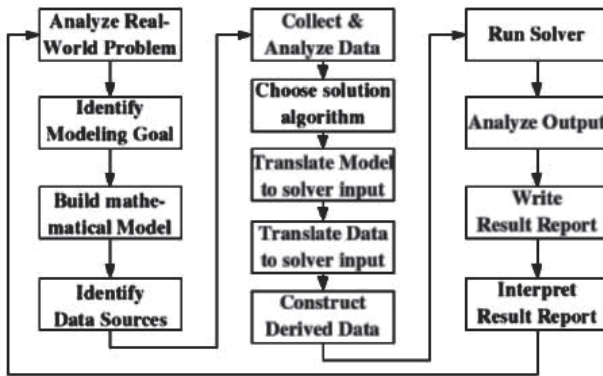 Analyze Real-
World Problem
Identify
Modeling Goal
Build mathe-
matical Model
Identify
Data Sources
Collect &
Analyze Data
Choose solution
algorithm
Translate Model
to solver input
Translate Data
to solver input
Construct
Derived Data
Run Solver
Analyze Output
Write
Result Report
Interpret
Result Report